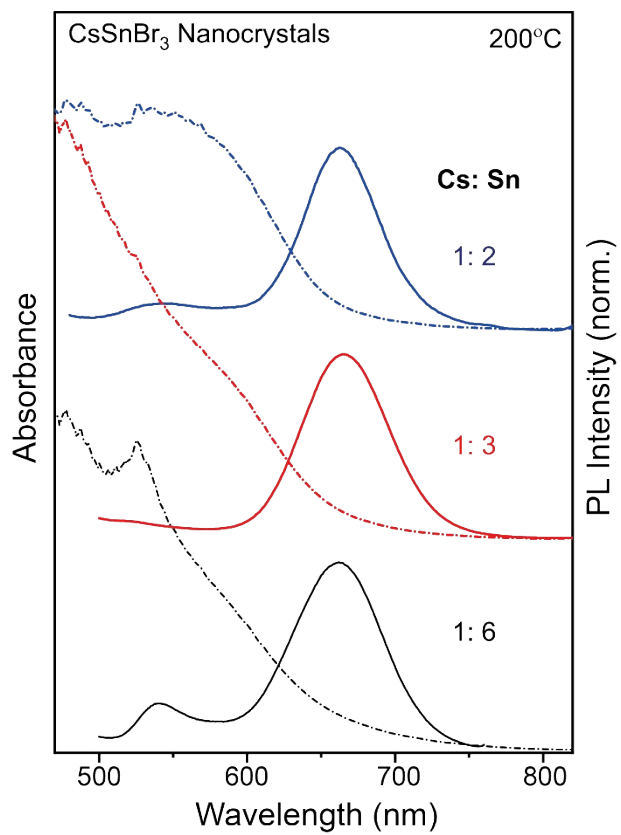 CsSnBr₃ Nanocrystals
200°C
Cs: Sn
1: 2
1: 3
1: 6
Absorbance
PL Intensity (norm.)
500 600 700 800
Wavelength (nm)